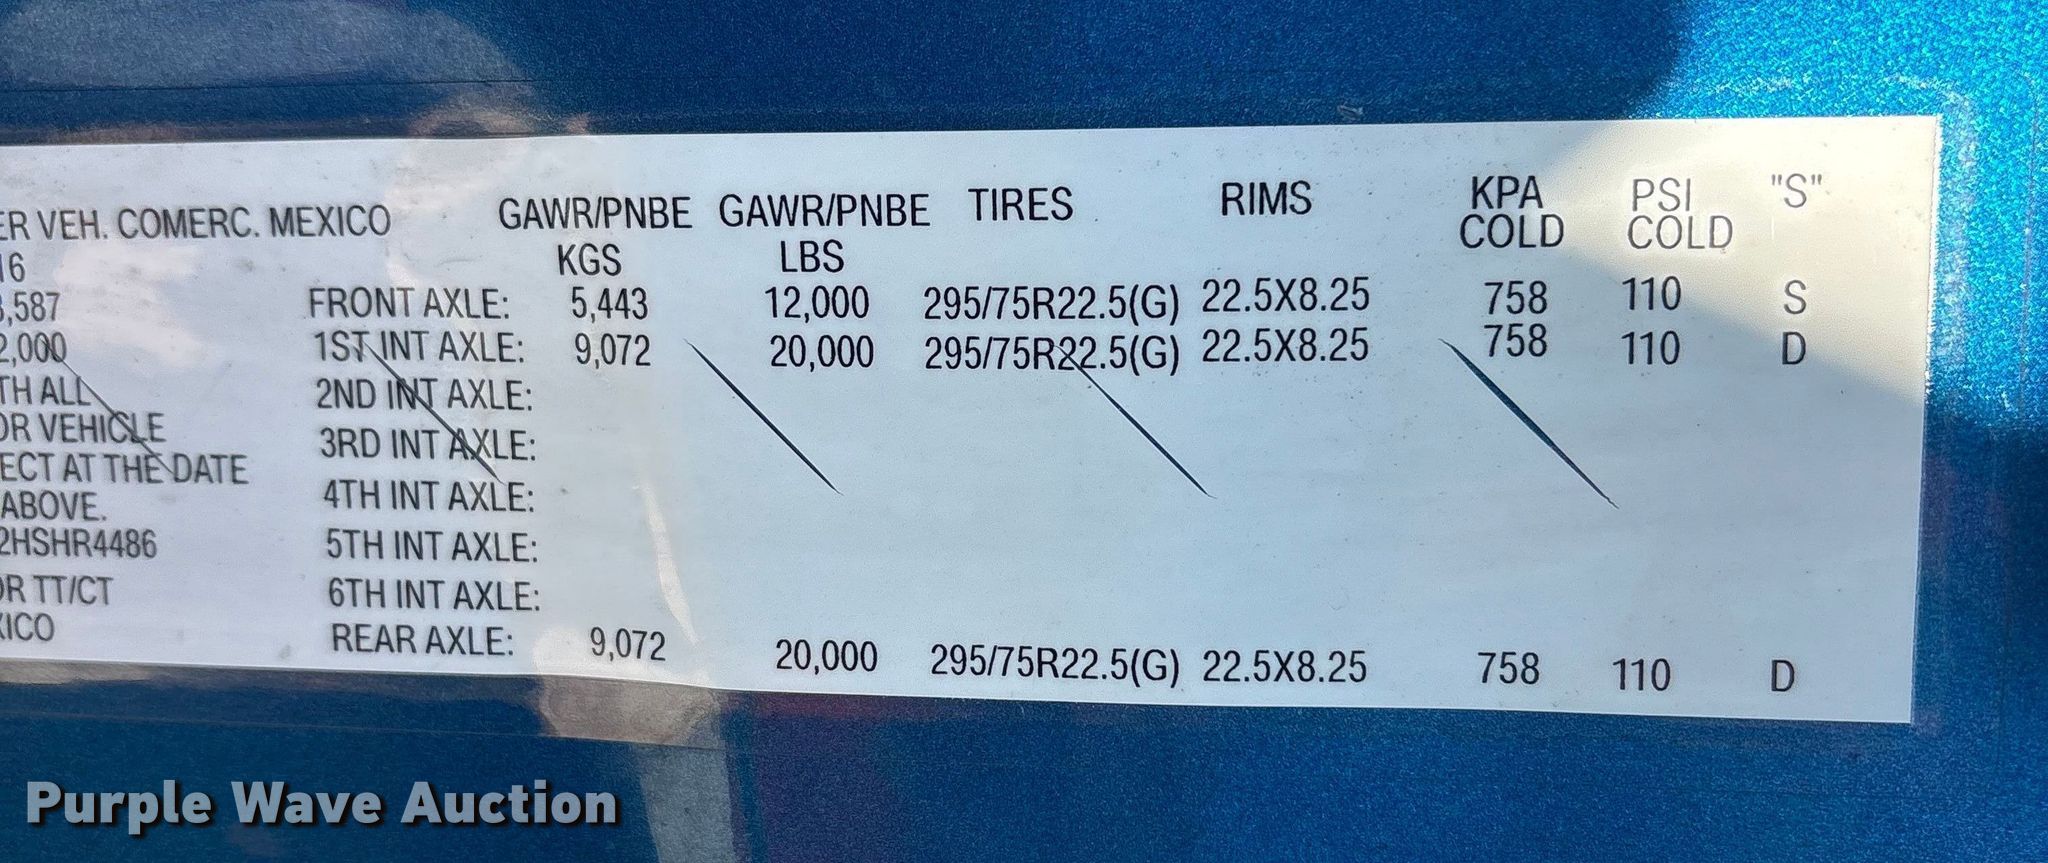 ER VEH. COMERC. MEXICO GAWR/PNBE GAWR/PNBE TIRES RIMS KPA PSI "S"
16 KGS LBS COLD COLD
,587 FRONT AXLE: 5,443 12,000 295/75R22.5(G) 22.5X8.25 758 110 S
2,000 1ST INT AXLE: 9,072 20,000 295/75R22.5(G) 22.5X8.25 758 110 D
TH ALL 2ND INT AXLE:
OR VEHICLE 3RD INT AXLE:
ECT AT THE DATE 4TH INT AXLE:
ABOVE.
2HSHR4486 5TH INT AXLE:
OR TT/CT 6TH INT AXLE:
XICO REAR AXLE: 9,072 20,000 295/75R22.5(G) 22.5X8.25 758 110 D
Purple Wave Auction